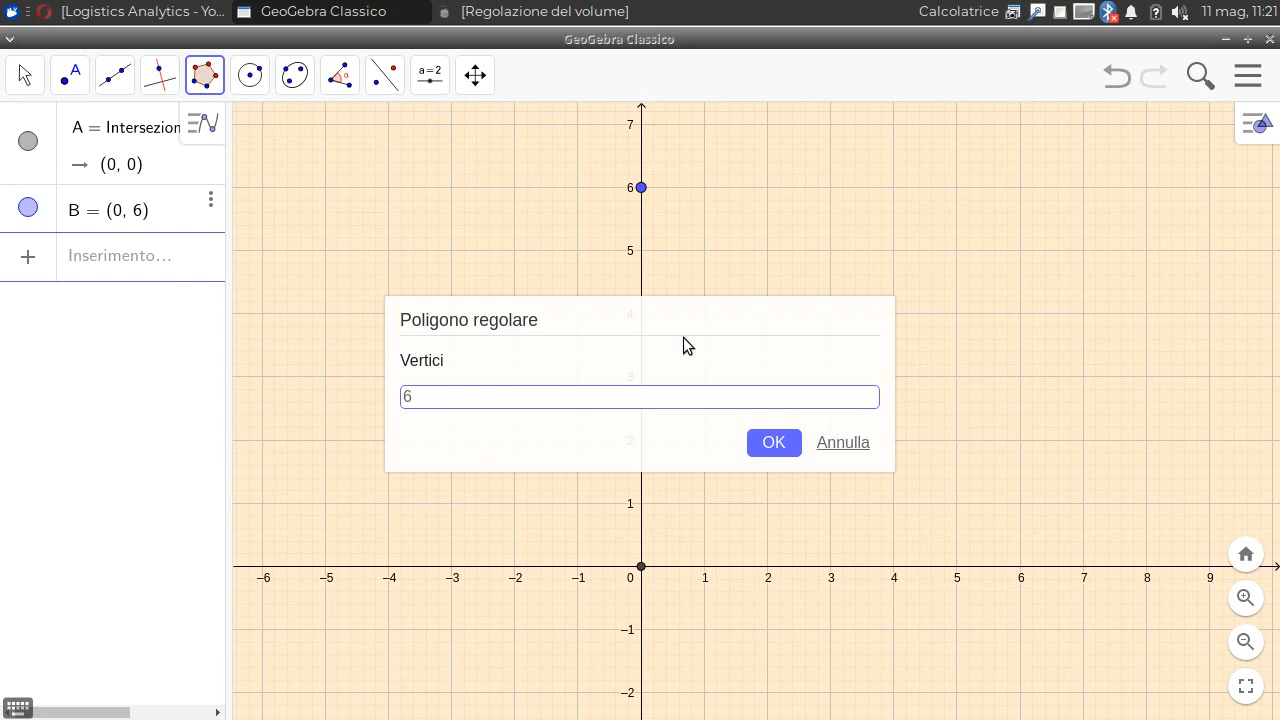 [Logistics Analytics - Yo... GeoGebra Classico [Regolazione del volume] Calcolatrice 11 mag, 11:21
GeoGebra Classico
A a=2
A = Intersezion
→ (0, 0)
B = (0, 6)
Inserimento...
7
6
5
4
3
2
1
Poligono regolare
Vertici
6
OK Annulla
–6 –5 –4 –3 –2 –1 0 1 2 3 4 5 6 7 8 9
–1
–2